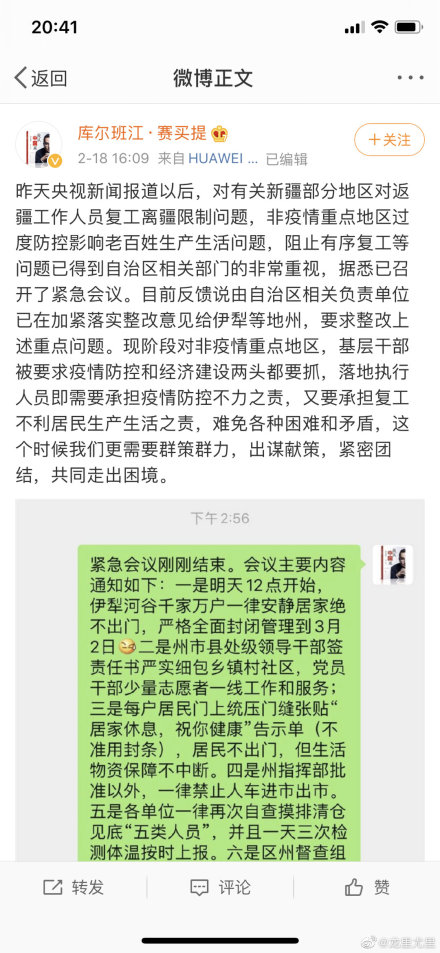 20:41
返回
微博正文
库尔班江·赛买提
+关注
2-18 16:09 来自HUAWEI ... 已编辑
昨天央视新闻报道以后，对有关新疆部分地区对返
疆工作人员复工离疆限制问题，非疫情重点地区过
度防控影响老百姓生产生活问题，阻止有序复工等
问题已得到自治区相关部门的非常重视，据悉已召
开了紧急会议。目前反馈说由自治区相关负责单位
已在加紧落实整改意见给伊犁等地州，要求整改上
述重点问题。现阶段对非疫情重点地区，基层干部
被要求疫情防控和经济建设两头都要抓，落地执行
人员即需要承担疫情防控不力之责，又要承担复工
不利居民生产生活之责，难免各种困难和矛盾，这
个时候我们更需要群策群力，出谋献策，紧密团
结，共同走出困境。
下午2:56
紧急会议刚刚结束。会议主要内容
通知如下：一是明天12点开始，
伊犁河谷千家万户一律安静居家绝
不出门，严格全面封闭管理到3月
2日二是州市县处级领导干部签
责任书严实细包乡镇村社区，党员
干部少量志愿者一线工作和服务；
三是每户居民门上统压门缝张贴“
居家休息，祝你健康”告示单（不
准用封条），居民不出门，但生活
物资保障不中断。四是州指挥部批
准以外，一律禁止人车进市出市。
五是各单位一律再次自查摸排清仓
见底“五类人员”，并且一天三次检
测体温按时上报。六是区州督查组
转发
评论
赞
@龙星尤星